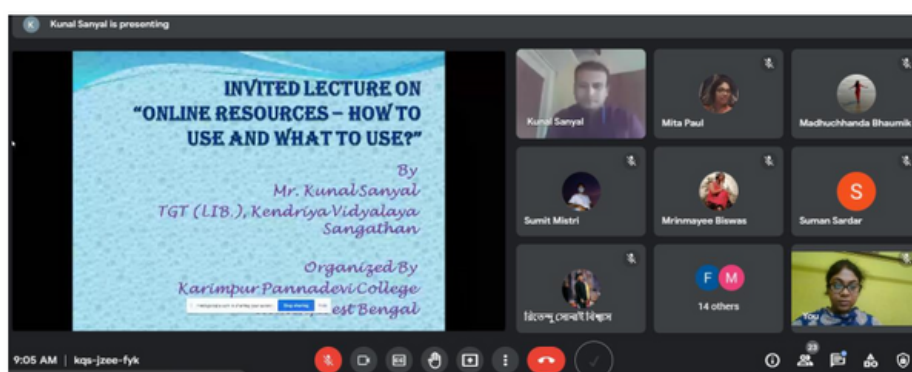 K Kunal Sanyal is presenting
INVITED LECTURE ON
"ONLINE RESOURCES – HOW TO
USE AND WHAT TO USE?"
By
Mr. Kunal Sanyal
TGT (LIB.), Kendriya Vidyalaya
Sangathan
Organized By
Karimpur Pannadevi College
est Bengal
Stop sharing
Kunal Sanyal
Mita Paul
Madhuchhanda Bhaumik
Sumit Mistri
Mrinmayee Biswas
S
Suman Sardar
রিতেন্দু সোনাই বিশ্বাস
F M
14 others
You
9:05 AM | kqs-jzee-fyk
23